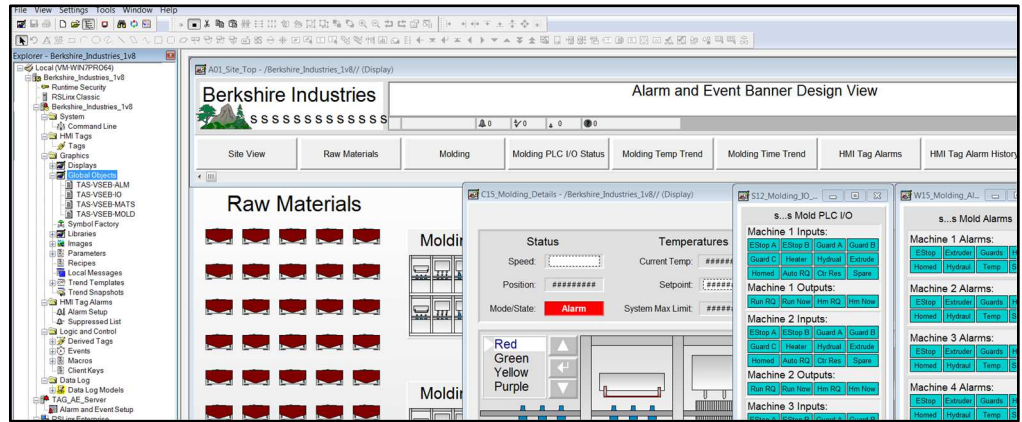 File View Settings Tools Window Help
Explorer - Berkshire_Industries_1v8
Local (VM-WIN7PRO64)
Berkshire_Industries_1v8
Runtime Security
RSLinx Classic
Berkshire_Industries_1v8
System
Command Line
HMI Tags
Tags
Graphics
Displays
Global Objects
TAS-VSEB-ALM
TAS-VSEB-IO
TAS-VSEB-MATS
TAS-VSEB-MOLD
Symbol Factory
Libraries
Images
Parameters
Recipes
Local Messages
Trend Templates
Trend Snapshots
HMI Tag Alarms
Alarm Setup
Suppressed List
Logic and Control
Derived Tags
Events
Macros
Client Keys
Data Log
Data Log Models
TAG_AE_Server
Alarm and Event Setup
RSLinx Enterprise
A01_Site_Top - /Berkshire_Industries_1v8// (Display)
Berkshire Industries
Alarm and Event Banner Design View
S S S S S S S S S S S S S
0 0 0 0
Site View Raw Materials Molding Molding PLC I/O Status Molding Temp Trend Molding Time Trend HMI Tag Alarms HMI Tag Alarm History
Raw Materials
Moldin
Moldin
C15_Molding_Details - /Berkshire_Industries_1v8// (Display)
Status Temperatures
Speed: Current Temp: #####
Position: ######### Setpoint: #####
Mode/State: Alarm System Max Limit: #####
Red
Green
Yellow
Purple
S12_Molding_IO_...
s...s Mold PLC I/O
Machine 1 Inputs:
EStop A EStop B Guard A Guard B
Guard C Heater Hydrual Extrude
Homed Auto RQ Ctr Res Spare
Machine 1 Outputs:
Run RQ Run Now Hm RQ Hm Now
Machine 2 Inputs:
EStop A EStop B Guard A Guard B
Guard C Heater Hydrual Extrude
Homed Auto RQ Ctr Res Spare
Machine 2 Outputs:
Run RQ Run Now Hm RQ Hm Now
Machine 3 Inputs:
EStop A EStop B Guard A Guard B
W15_Molding_Al...
s...s Mold Alarms
Machine 1 Alarms:
EStop Extruder Guards H
Homed Hydraul Temp S
Machine 2 Alarms:
EStop Extruder Guards H
Homed Hydraul Temp S
Machine 3 Alarms:
EStop Extruder Guards H
Homed Hydraul Temp S
Machine 4 Alarms:
EStop Extruder Guards H
Homed Hydraul Temp S